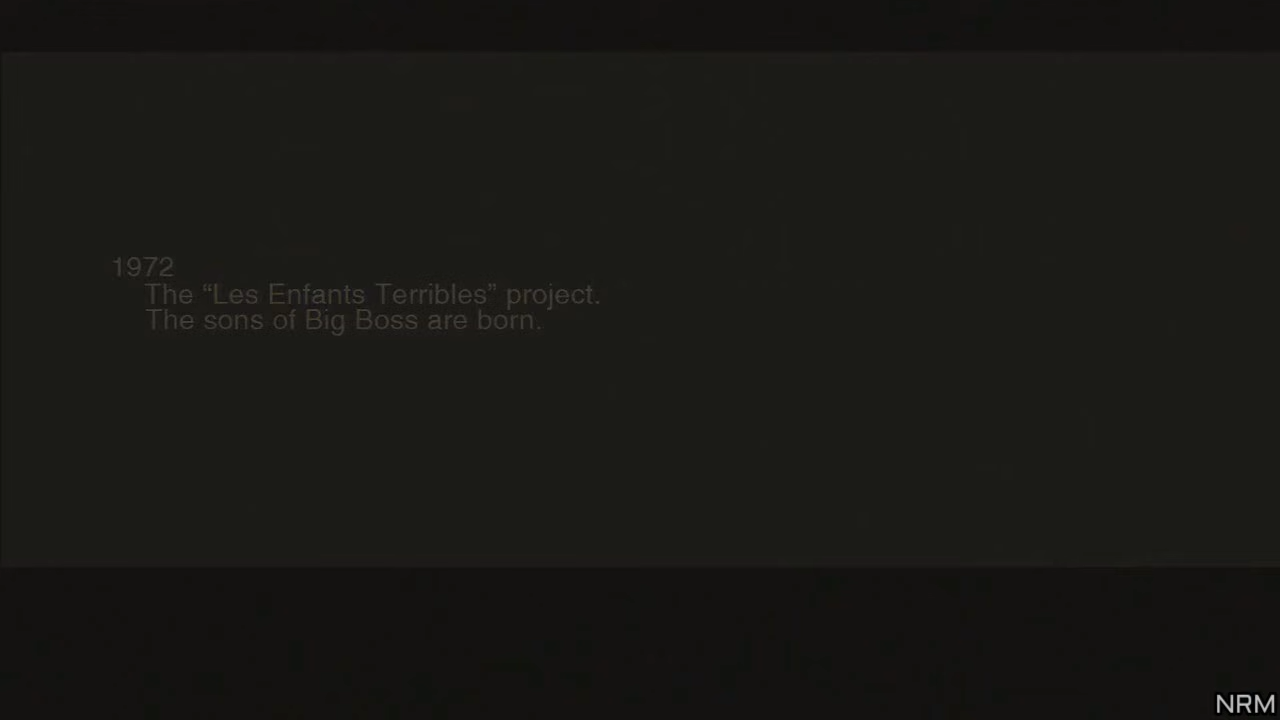 1972
The “Les Enfants Terribles” project.
The sons of Big Boss are born.
NRM